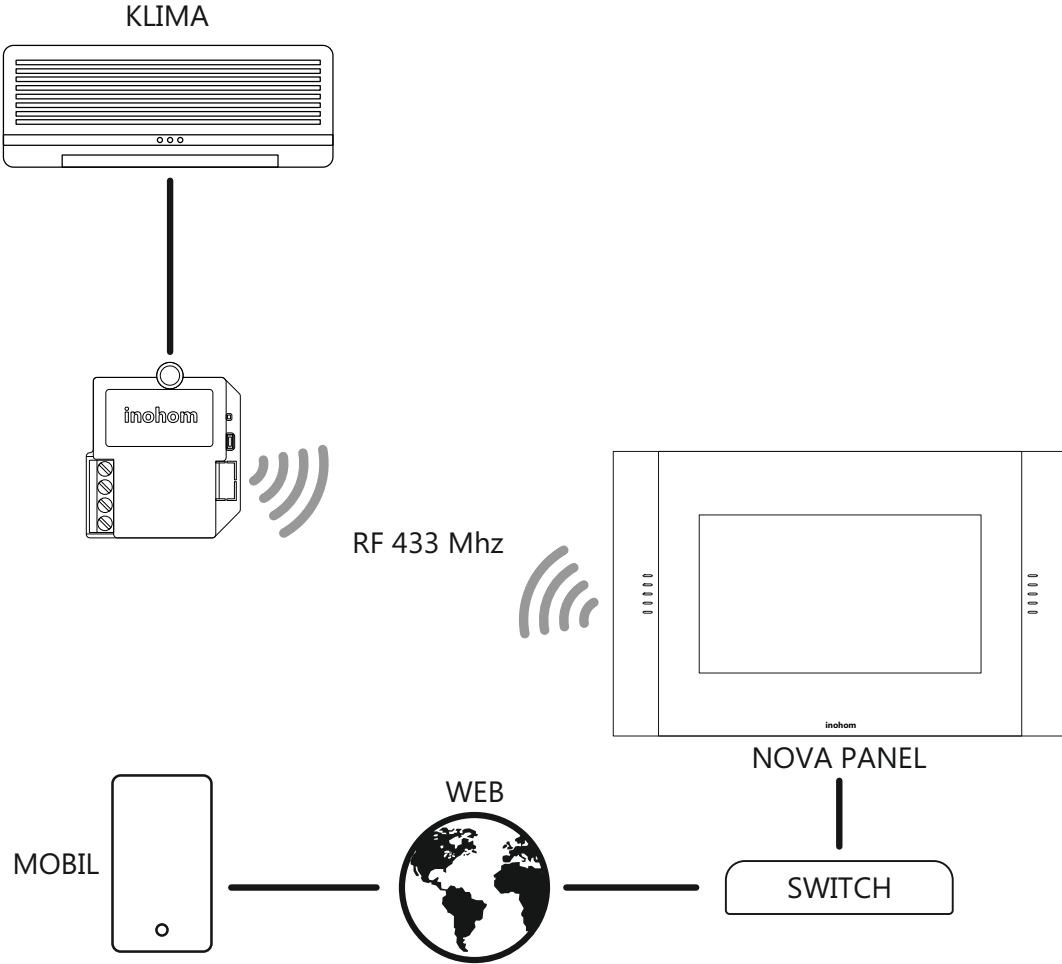 KLIMA
inohom
RF 433 Mhz
inohom
NOVA PANEL
WEB
MOBIL
SWITCH